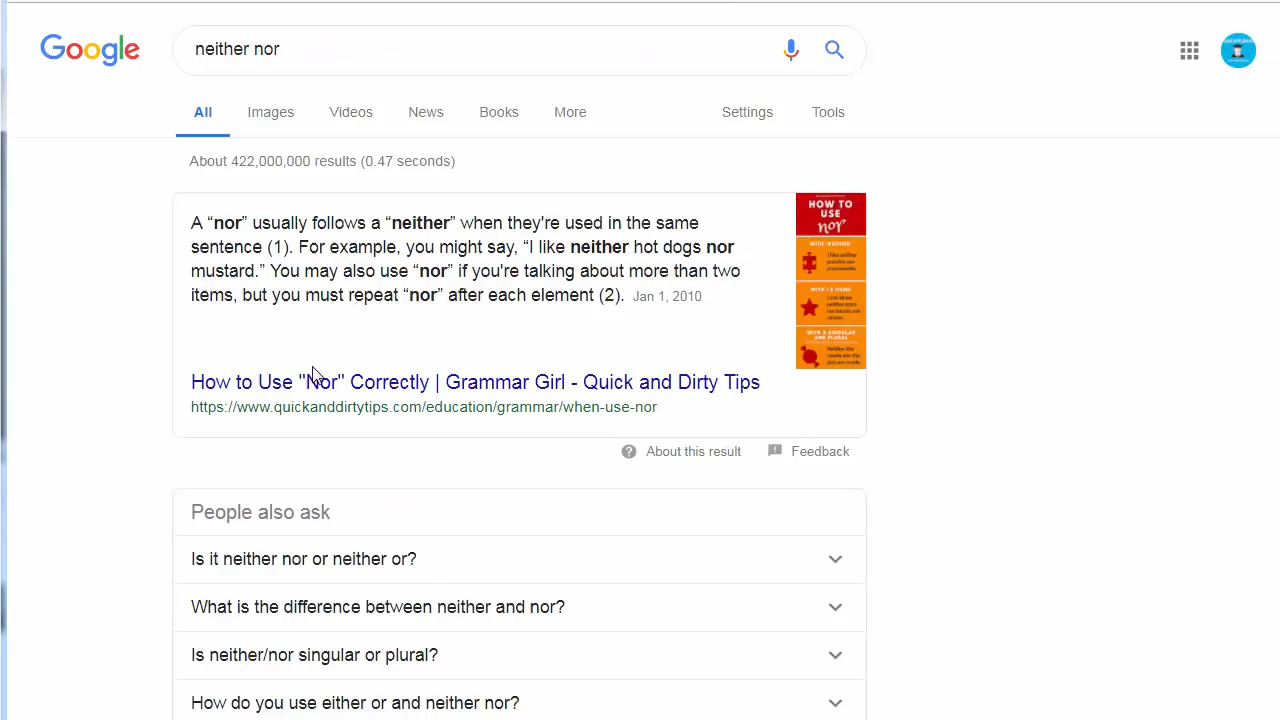 Google
neither nor
All Images Videos News Books More Settings Tools
About 422,000,000 results (0.47 seconds)
A “nor” usually follows a “neither” when they're used in the same
sentence (1). For example, you might say, “I like neither hot dogs nor
mustard.” You may also use “nor” if you're talking about more than two
items, but you must repeat “nor” after each element (2). Jan 1, 2010
HOW TO
USE
nor
How to Use "Nor" Correctly | Grammar Girl - Quick and Dirty Tips
https://www.quickanddirtytips.com/education/grammar/when-use-nor
About this result Feedback
People also ask
Is it neither nor or neither or?
What is the difference between neither and nor?
Is neither/nor singular or plural?
How do you use either or and neither nor?